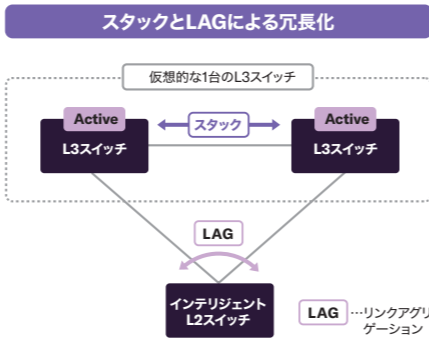 スタックとLAGによる冗長化
仮想的な1台のL3スイッチ
Active
スタック
Active
L3スイッチ
L3スイッチ
LAG
インテリジェント
L2スイッチ
LAG …リンクアグリ
ゲーション